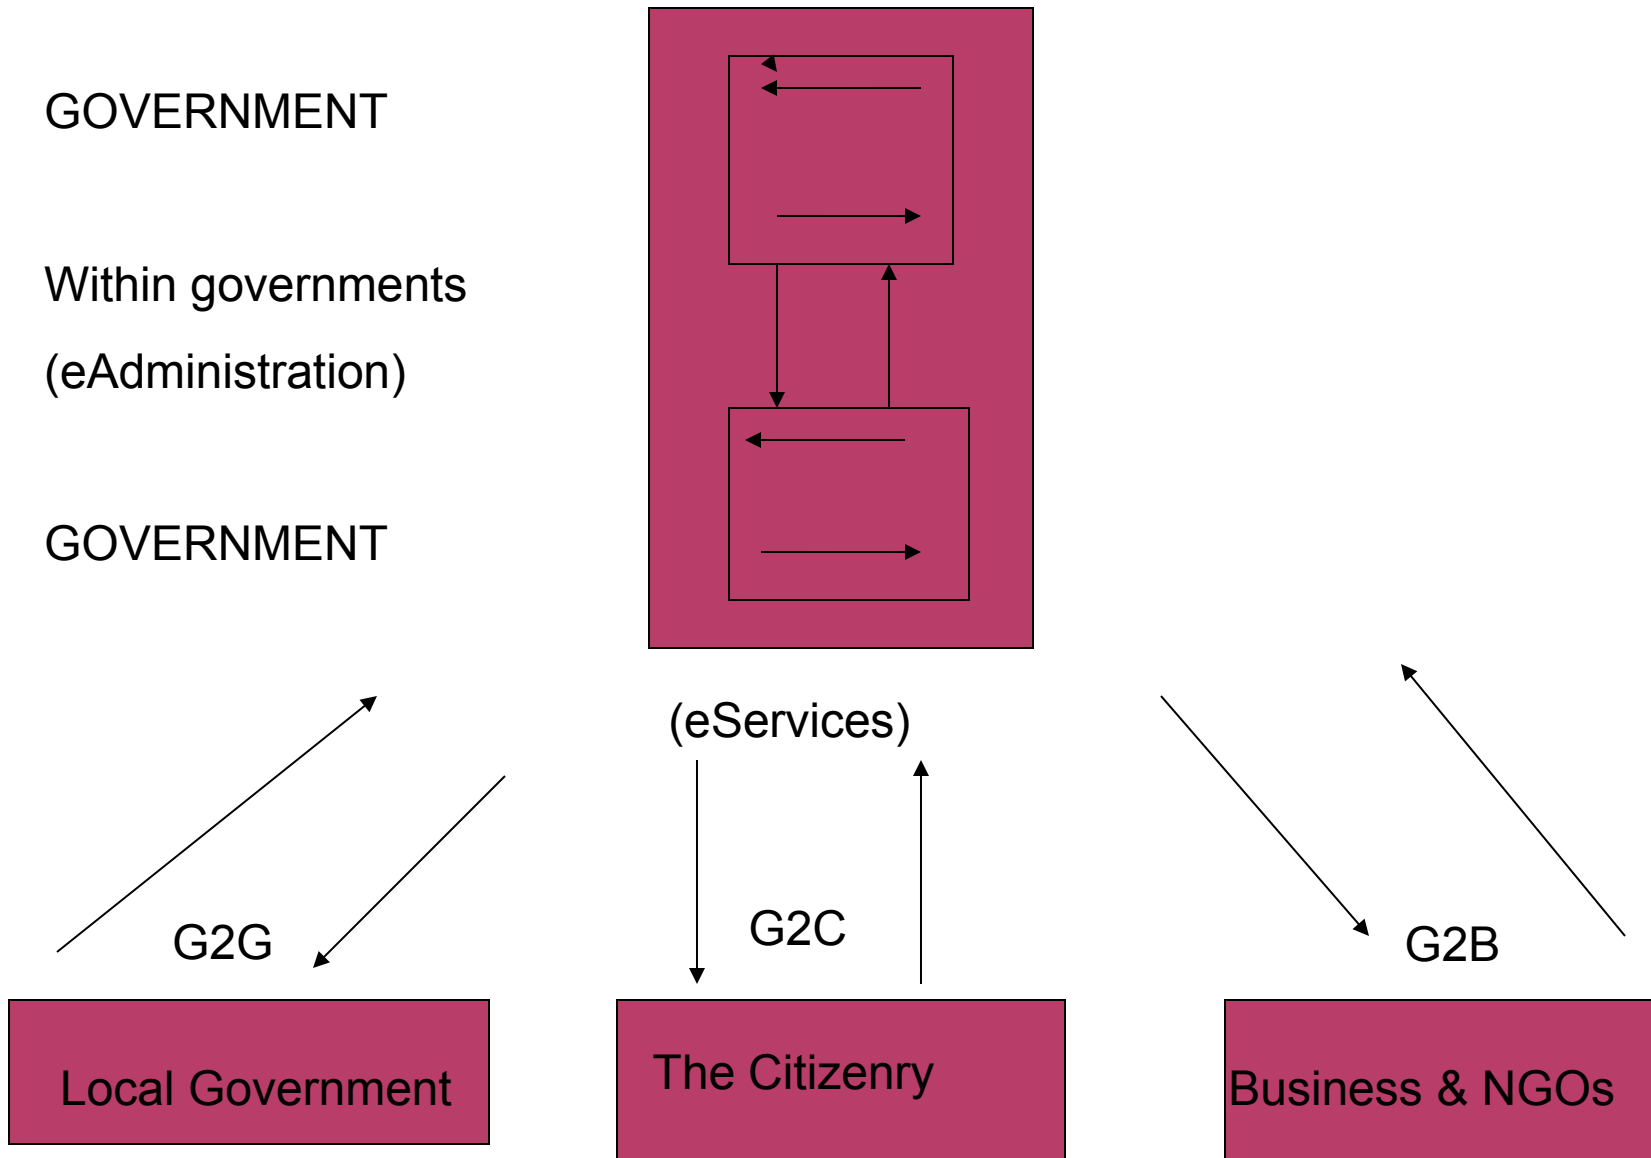 GOVERNMENT
Within governments
(eAdministration)
GOVERNMENT
(eServices)
G2G
G2C
G2B
Local Government
The Citizenry
Business & NGOs